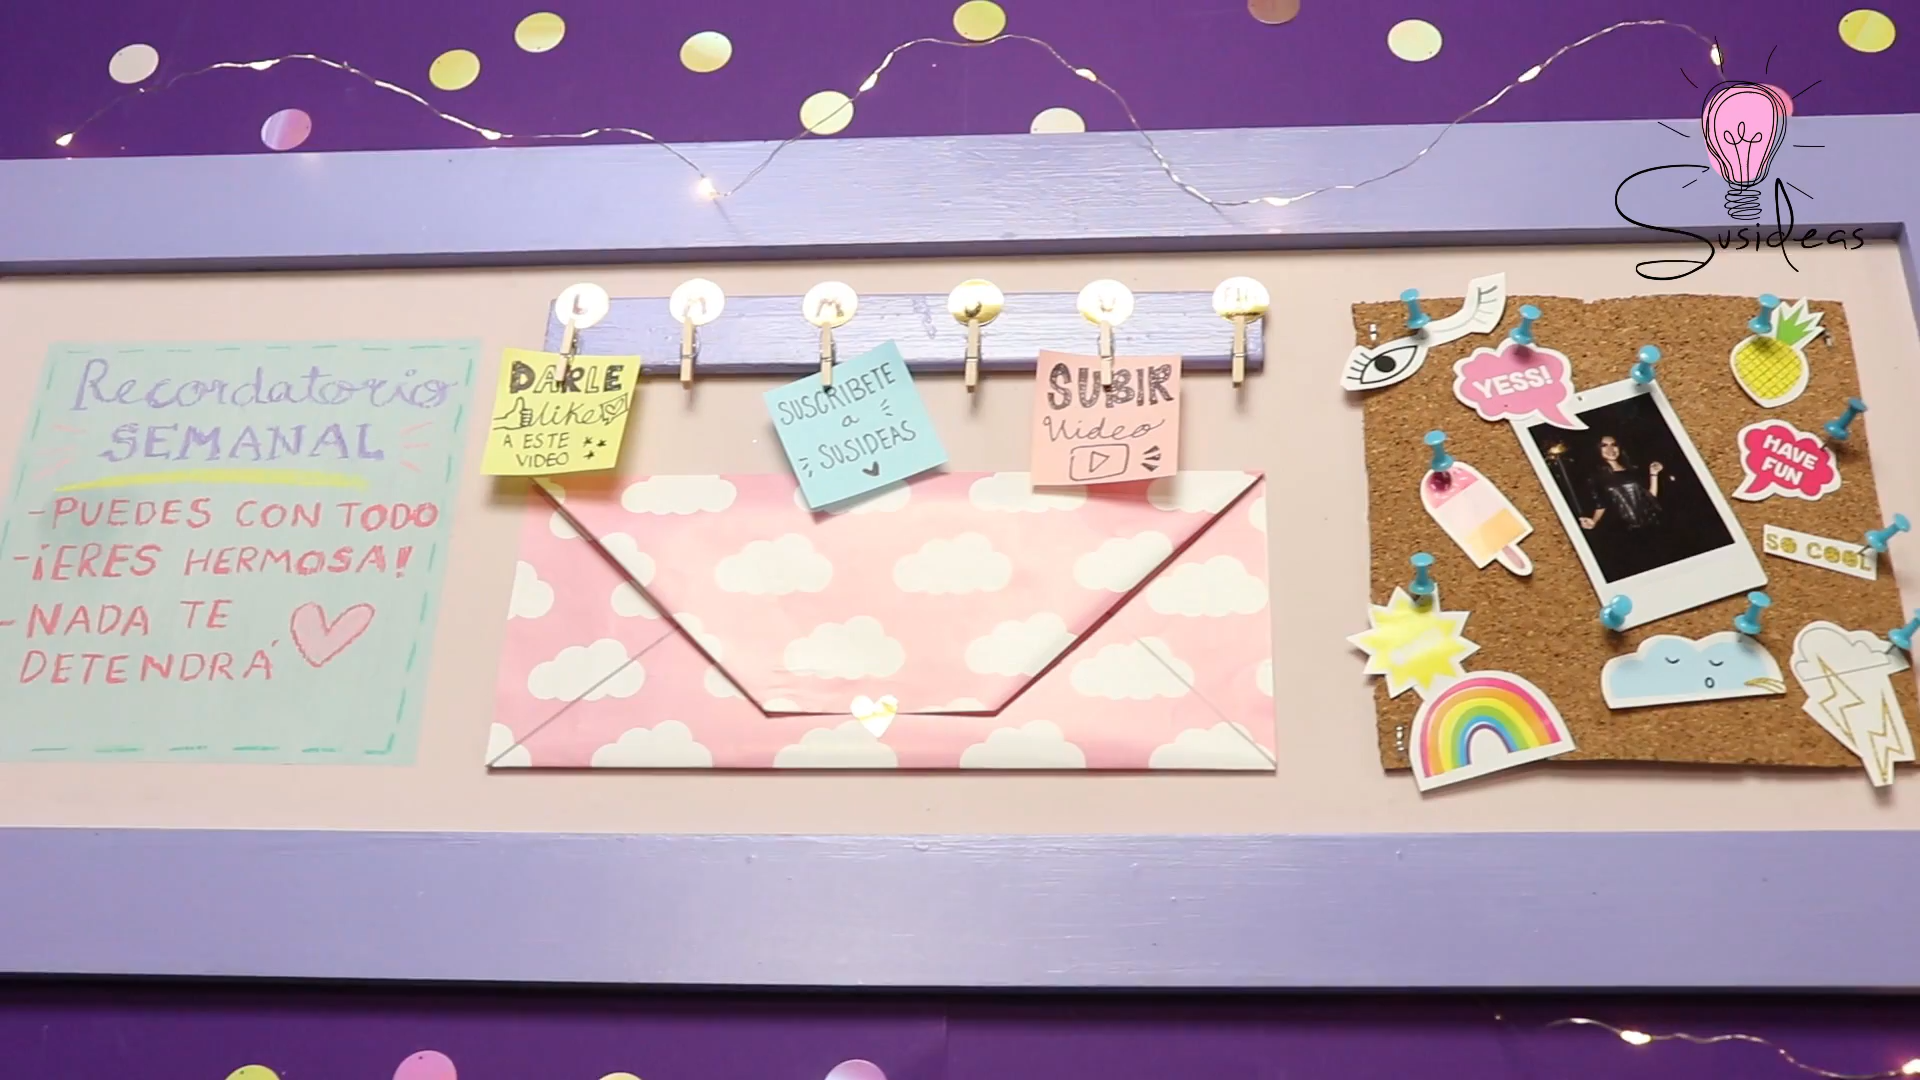 Susideas
L
M
M
J
V
Recordatorio
SEMANAL
-PUEDES CON TODO
-¡ERES HERMOSA!
-NADA TE
DETENDRÁ
DARLE
like
A ESTE
VIDEO
SUSCRIBETE
a
SUSIDEAS
SUBIR
Video
YESS!
HAVE
FUN
SO COOL